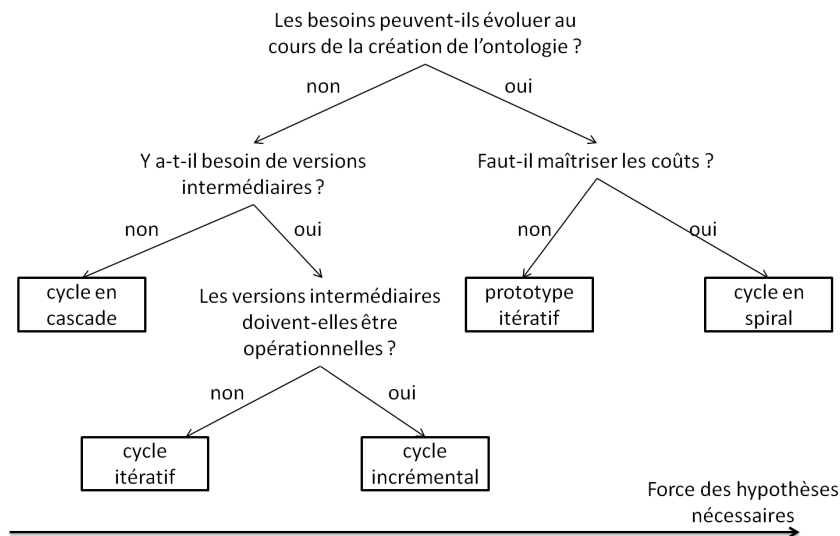 Les besoins peuvent-ils évoluer au
cours de la création de l'ontologie ?
non
oui
Y a-t-il besoin de versions
intermédiaires ?
Faut-il maîtriser les coûts ?
non
oui
non
oui
cycle en
cascade
Les versions intermédiaires
doivent-elles être
opérationnelles ?
prototype
itératif
cycle en
spiral
non
oui
cycle
itératif
cycle
incrémental
Force des hypothèses
nécessaires